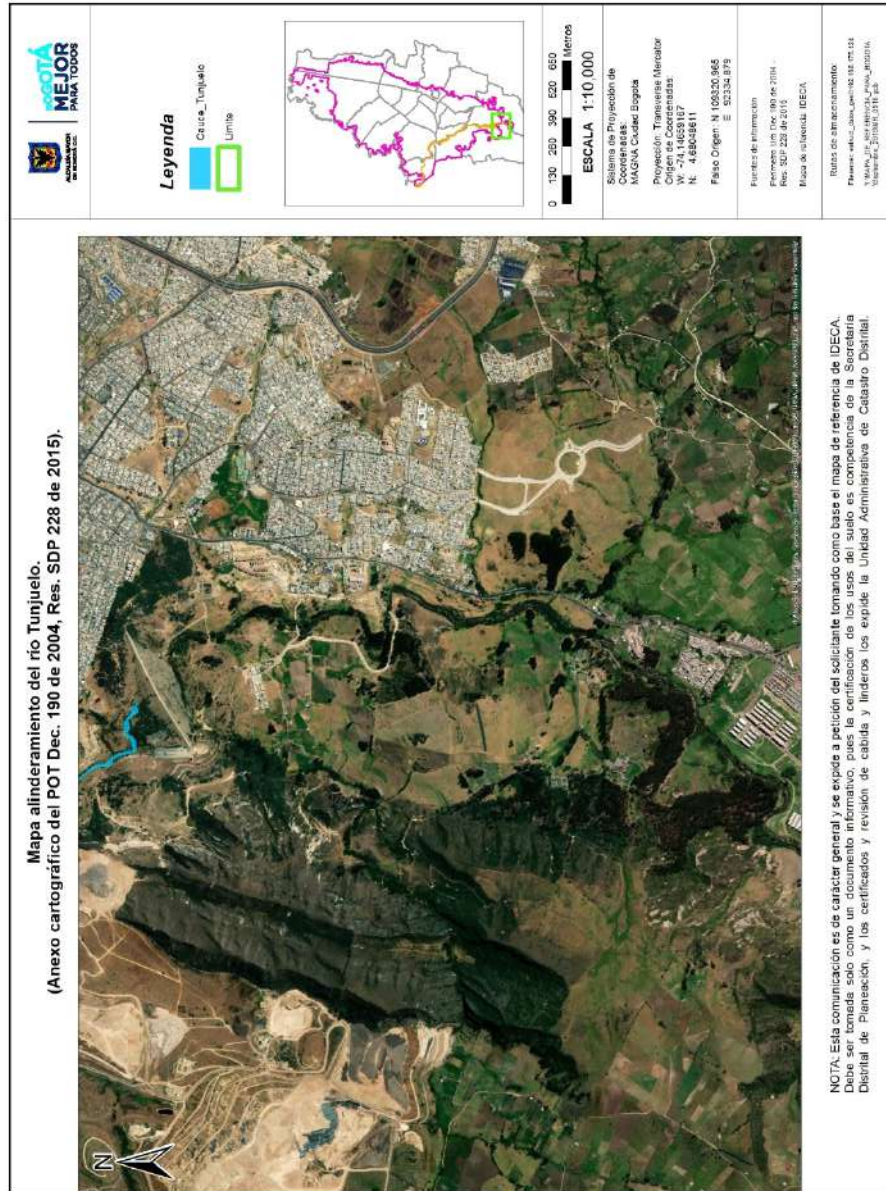 Mapa alinderamiento del río Tunjuelo.
(Anexo cartográfico del POT Dec. 190 de 2004, Res. SDP 228 de 2015).
N
ALCALDÍA MAYOR
DE BOGOTÁ D.C.
BOGOTÁ
MEJOR
PARA TODOS
Leyenda
Cauce_Tunjuelo
Limite
0 130 260 390 520 650
Metros
ESCALA 1:10,000
Sistema de Proyección de
Coordenadas:
MAGNA Ciudad Bogotá
Proyección: Transverse Mercator
Origen de Coordenadas:
W: -74,14659167
N: 4,68048611
Falso Origen: N 109320,965
E 92334,879
Fuentes de información
Perímetro Urb Dec 190 de 2004 -
Res. SDP 228 de 2015
Mapa de referencia IDECA
Rutas de almacenamiento:
NOTA: Esta comunicación es de carácter general y se expide a petición del solicitante tomando como base el mapa de referencia de IDECA.
Debe ser tomada solo como un documento informativo, pues la certificación de los usos del suelo es competencia de la Secretaría
Distrital de Planeación, y los certificados y revisión de cabida y linderos los expide la Unidad Administrativa de Catastro Distrital.